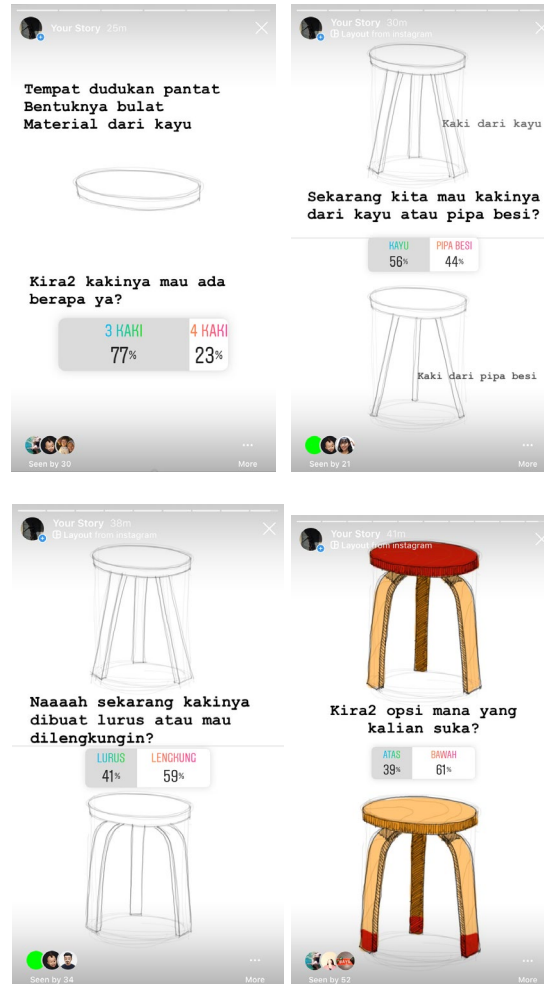 Your Story 25m
Tempat dudukan pantat
Bentuknya bulat
Material dari kayu
Kira2 kakinya mau ada
berapa ya?
3 KAKI 4 KAKI
77% 23%
Seen by 30 More
Your Story 30m
Layout from instagram
Kaki dari kayu
Sekarang kita mau kakinya
dari kayu atau pipa besi?
KAYU PIPA BESI
56% 44%
Kaki dari pipa besi
Seen by 21 More
Your Story 38m
Layout from instagram
Naaaah sekarang kakinya
dibuat lurus atau mau
dilengkungin?
LURUS LENGKUNG
41% 59%
Seen by 34 More
Your Story 41m
Layout from instagram
Kira2 opsi mana yang
kalian suka?
ATAS BAWAH
39% 61%
Seen by 52 More